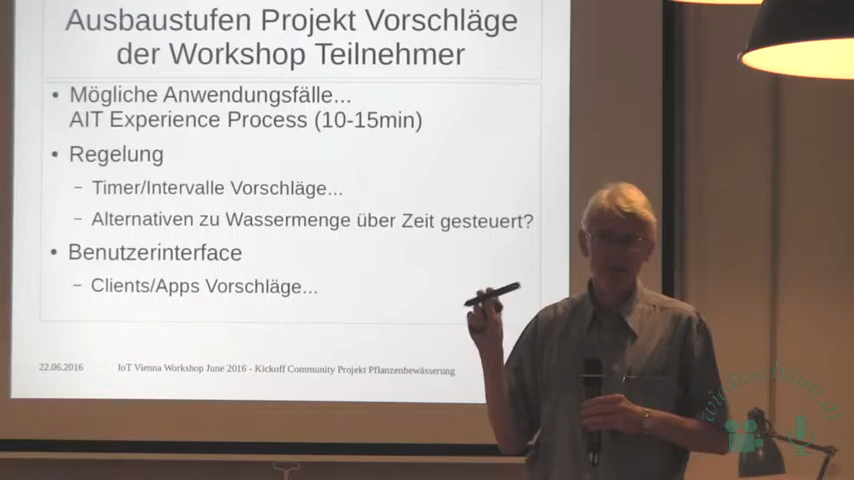 Ausbaustufen Projekt Vorschläge
der Workshop Teilnehmer
• Mögliche Anwendungsfälle...
AIT Experience Process (10-15min)
• Regelung
– Timer/Intervalle Vorschläge...
– Alternativen zu Wassermenge über Zeit gesteuert?
• Benutzerinterface
– Clients/Apps Vorschläge...
22.06.2016 IoT Vienna Workshop June 2016 - Kickoff Community Projekt Pflanzenbewässerung